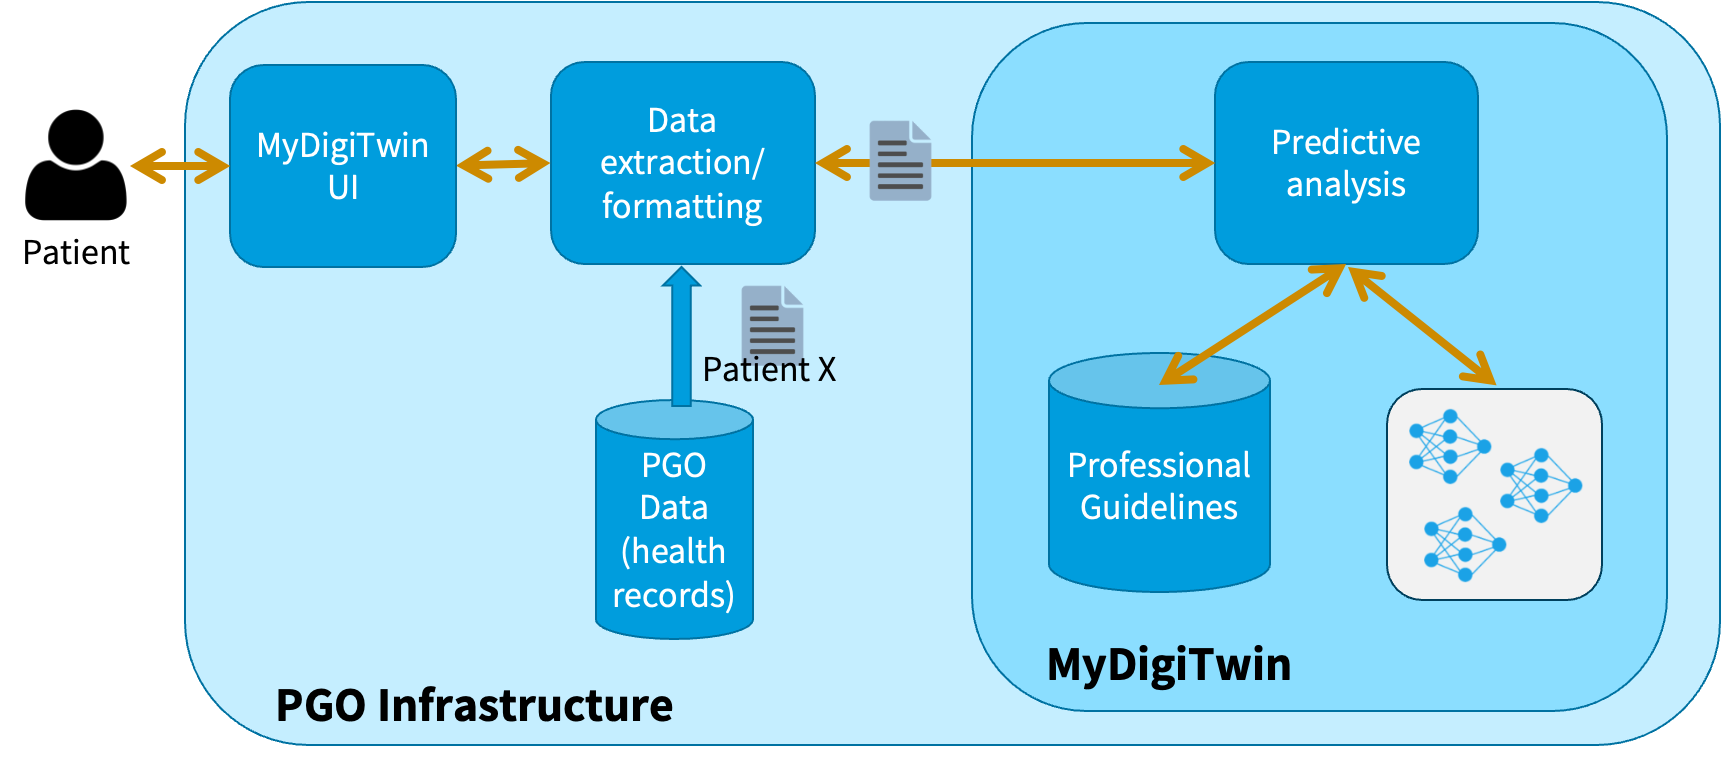 Patient
MyDigiTwin
UI
Data
extraction/
formatting
Predictive
analysis
Patient X
PGO
Data
(health
records)
Professional
Guidelines
MyDigiTwin
PGO Infrastructure